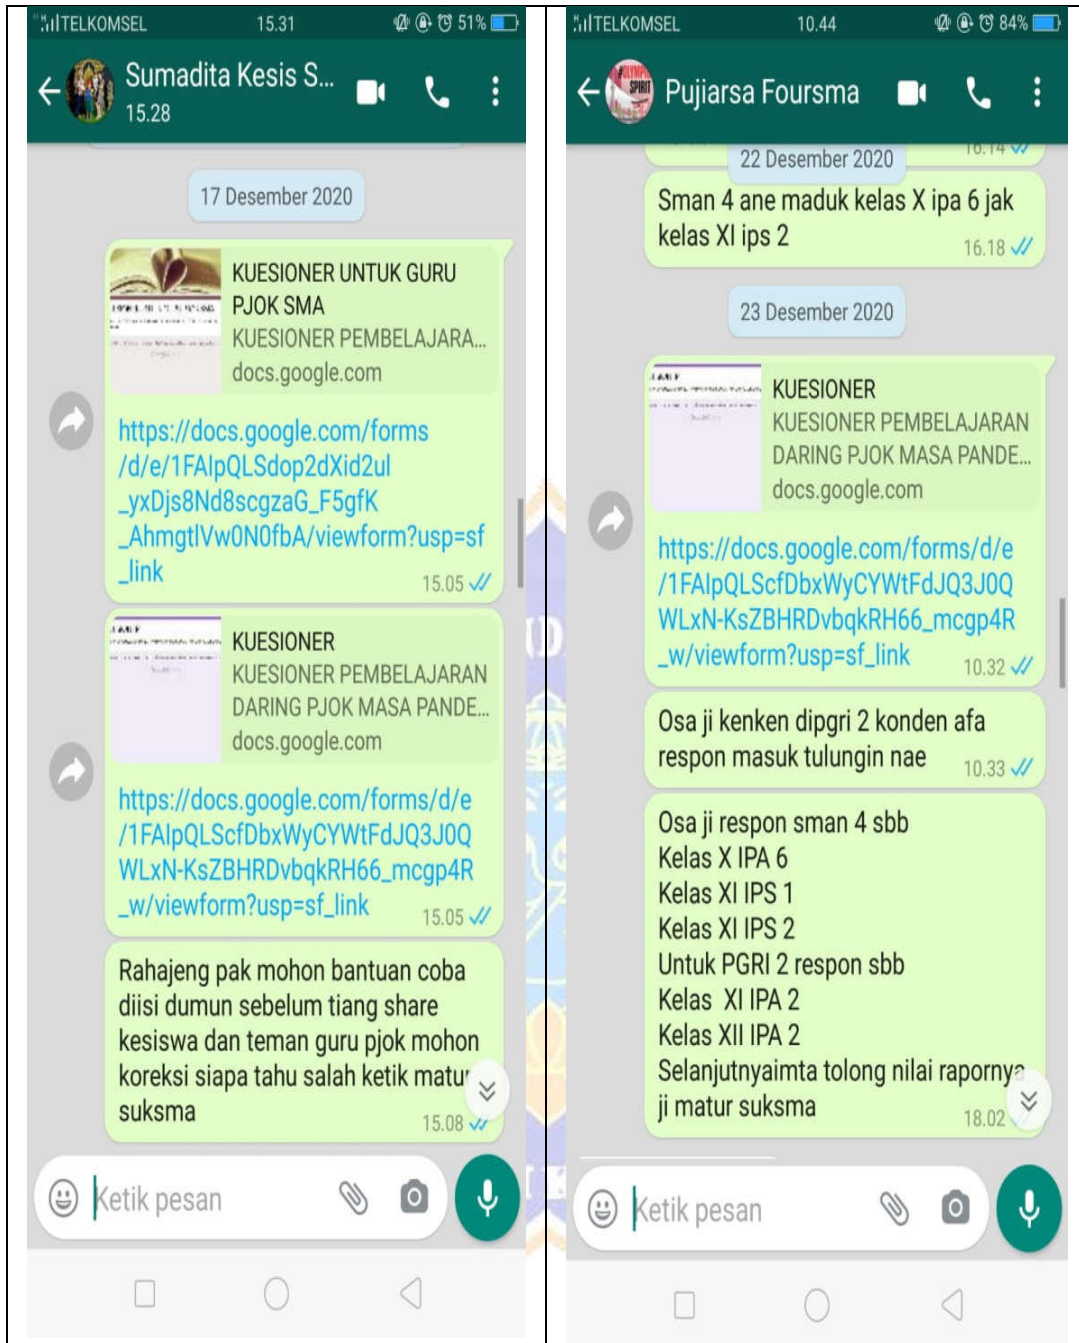 TELKOMSEL 15.31 51%
Sumadita Kesis S...
15.28
17 Desember 2020
KUESIONER UNTUK GURU
PJOK SMA
KUESIONER PEMBELAJARA...
docs.google.com
https://docs.google.com/forms
/d/e/1FAIpQLSdop2dXid2ul
_yxDjs8Nd8scgzaG_F5gfK
_AhmgtlVw0N0fbA/viewform?usp=sf
_link
15.05
KUESIONER
KUESIONER PEMBELAJARAN
DARING PJOK MASA PANDE...
docs.google.com
https://docs.google.com/forms/d/e
/1FAIpQLScfDbxWyCYWtFdJQ3J0Q
WLxN-KsZBHRDvbqkRH66_mcgp4R
_w/viewform?usp=sf_link
15.05
Rahajeng pak mohon bantuan coba
diisi dumun sebelum tiang share
kesiswa dan teman guru pjok mohon
koreksi siapa tahu salah ketik matur
suksma
15.08
Ketik pesan
TELKOMSEL 10.44 84%
Pujiarsa Foursma
16.14
22 Desember 2020
Sman 4 ane maduk kelas X ipa 6 jak
kelas XI ips 2
16.18
23 Desember 2020
KUESIONER
KUESIONER PEMBELAJARAN
DARING PJOK MASA PANDE...
docs.google.com
https://docs.google.com/forms/d/e
/1FAIpQLScfDbxWyCYWtFdJQ3J0Q
WLxN-KsZBHRDvbqkRH66_mcgp4R
_w/viewform?usp=sf_link
10.32
Osa ji kenken dipgri 2 konden afa
respon masuk tulungin nae
10.33
Osa ji respon sman 4 sbb
Kelas X IPA 6
Kelas XI IPS 1
Kelas XI IPS 2
Untuk PGRI 2 respon sbb
Kelas XI IPA 2
Kelas XII IPA 2
Selanjutnyaimta tolong nilai rapornya
ji matur suksma
18.02
Ketik pesan